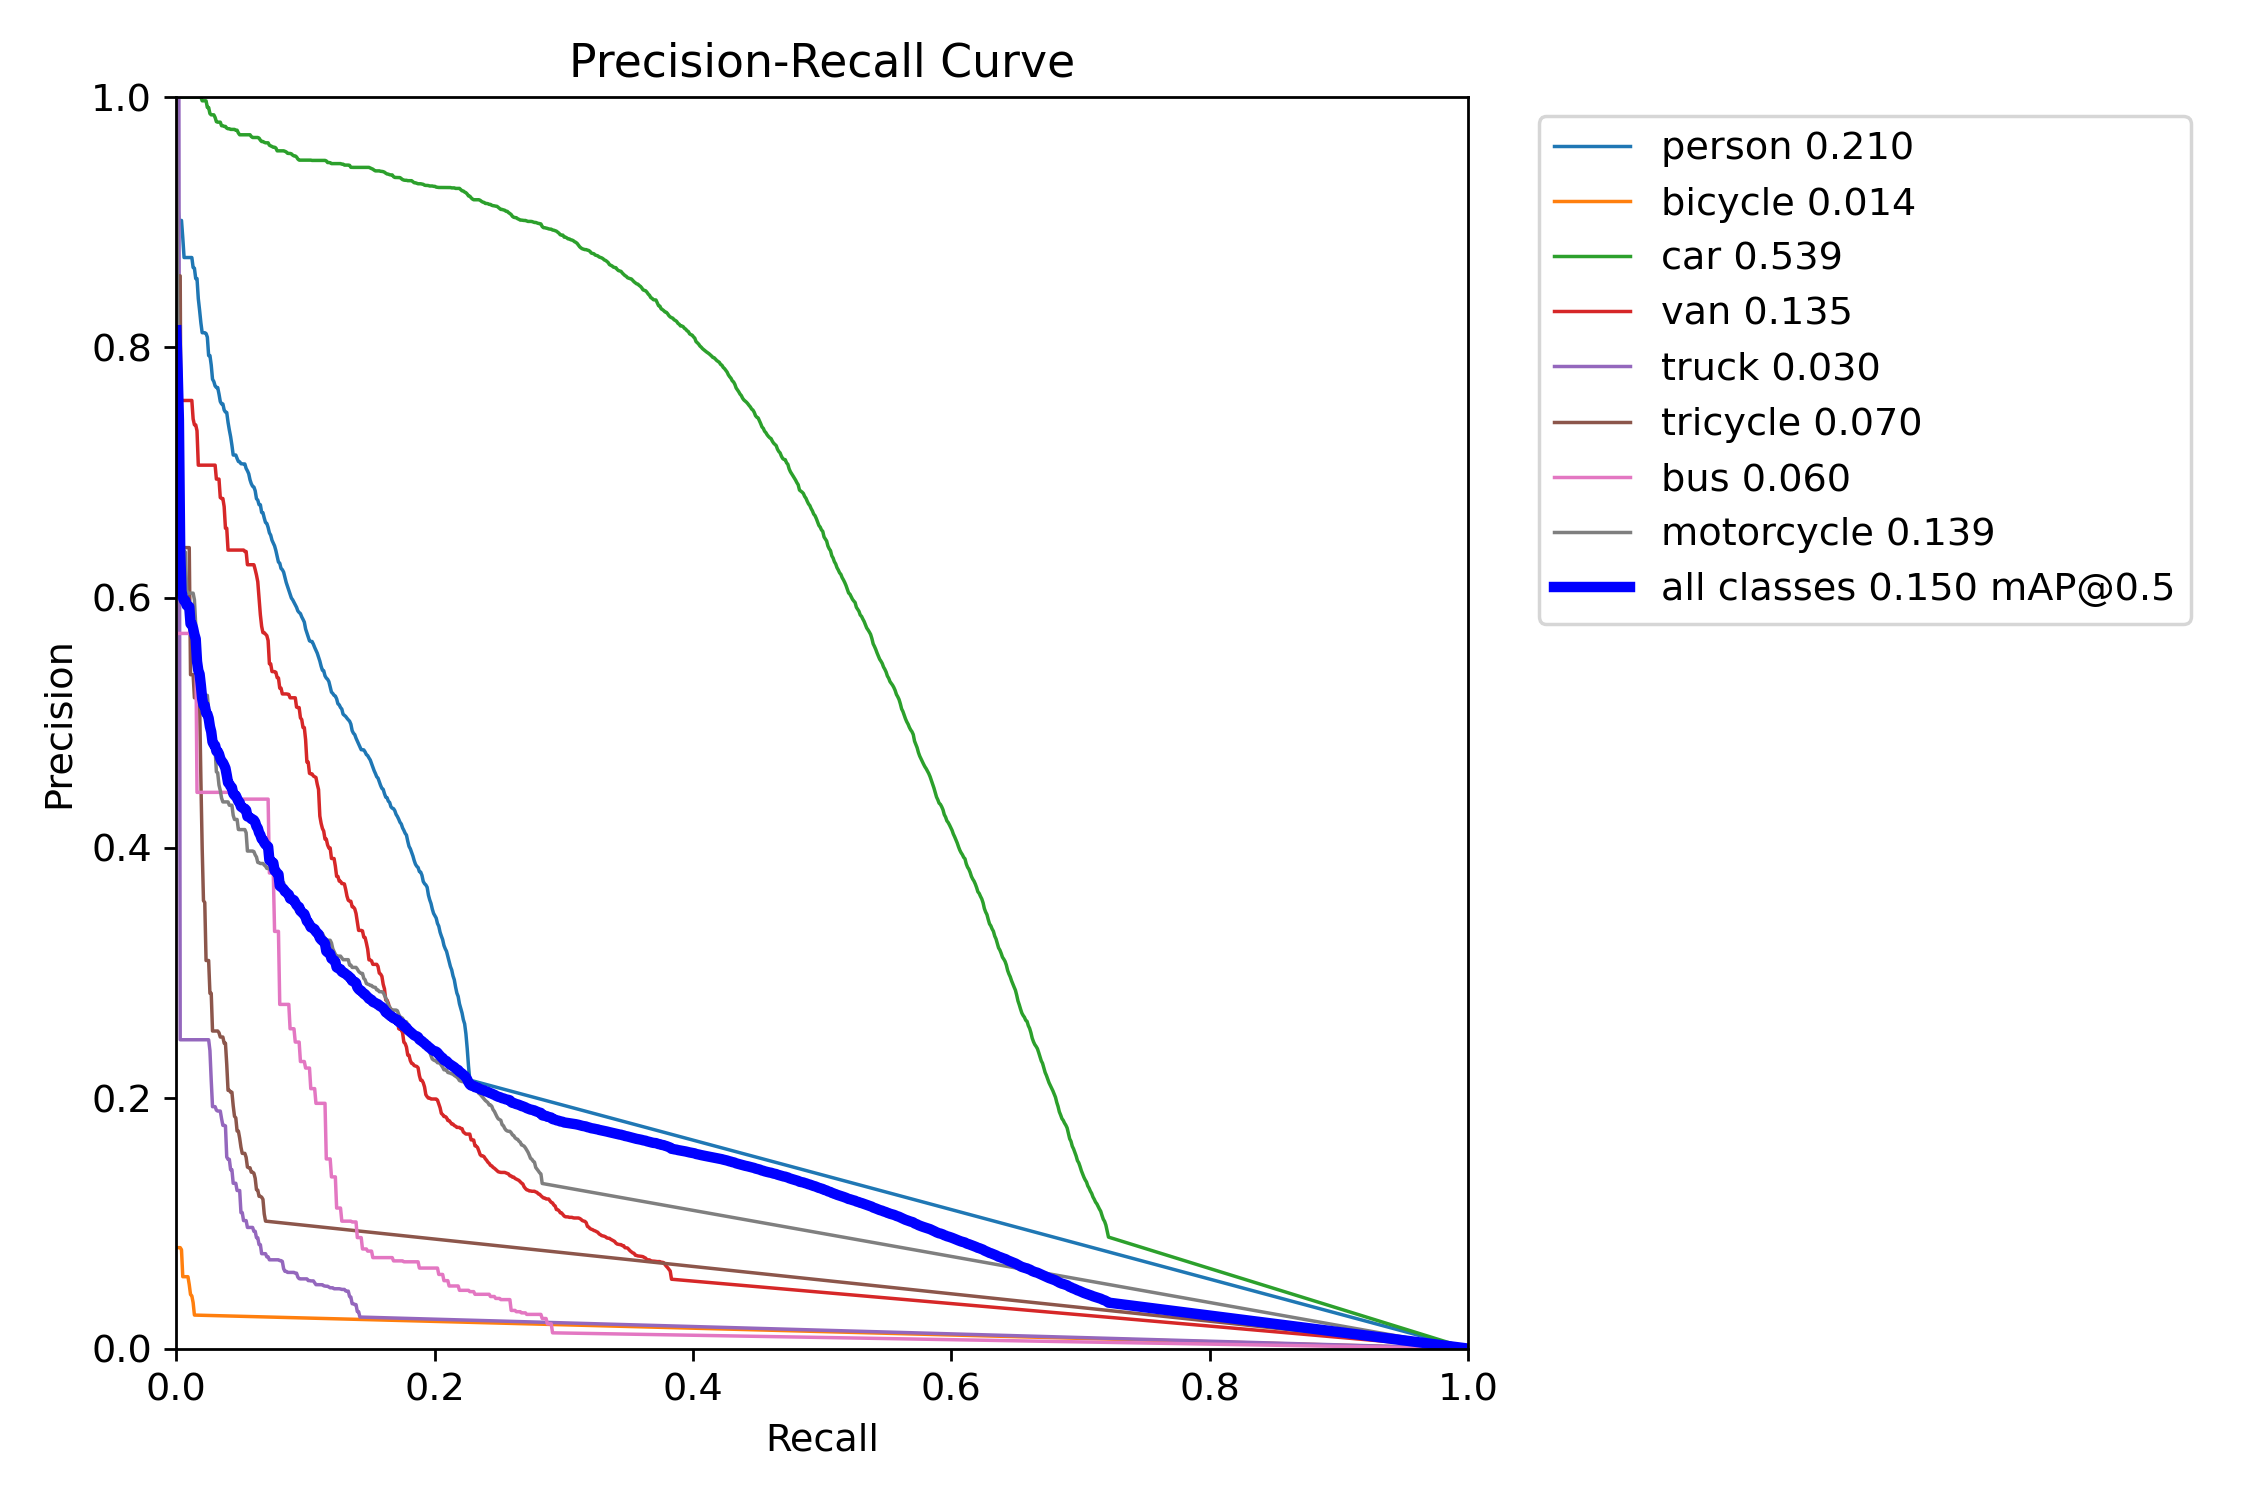 Precision-Recall Curve
1.0
0.8
0.6
0.4
0.2
0.0
Precision
0.0 0.2 0.4 0.6 0.8 1.0
Recall
person 0.210
bicycle 0.014
car 0.539
van 0.135
truck 0.030
tricycle 0.070
bus 0.060
motorcycle 0.139
all classes 0.150 mAP@0.5